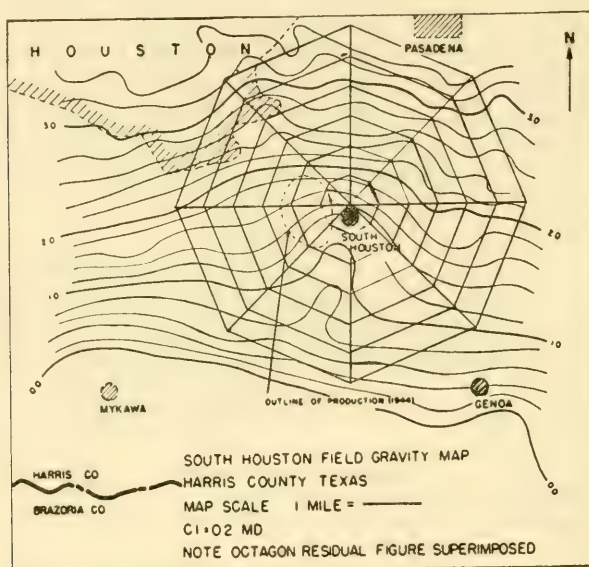 HOUSTON
PASADENA
N
30
30
SOUTH
HOUSTON
20
20
10
10
00
MYKAWA
OUTLINE OF PRODUCTION (1944)
GENOA
00
HARRIS CO
BRAZORIA CO
SOUTH HOUSTON FIELD GRAVITY MAP
HARRIS COUNTY TEXAS
MAP SCALE 1 MILE =
CI=02 MD
NOTE OCTAGON RESIDUAL FIGURE SUPERIMPOSED